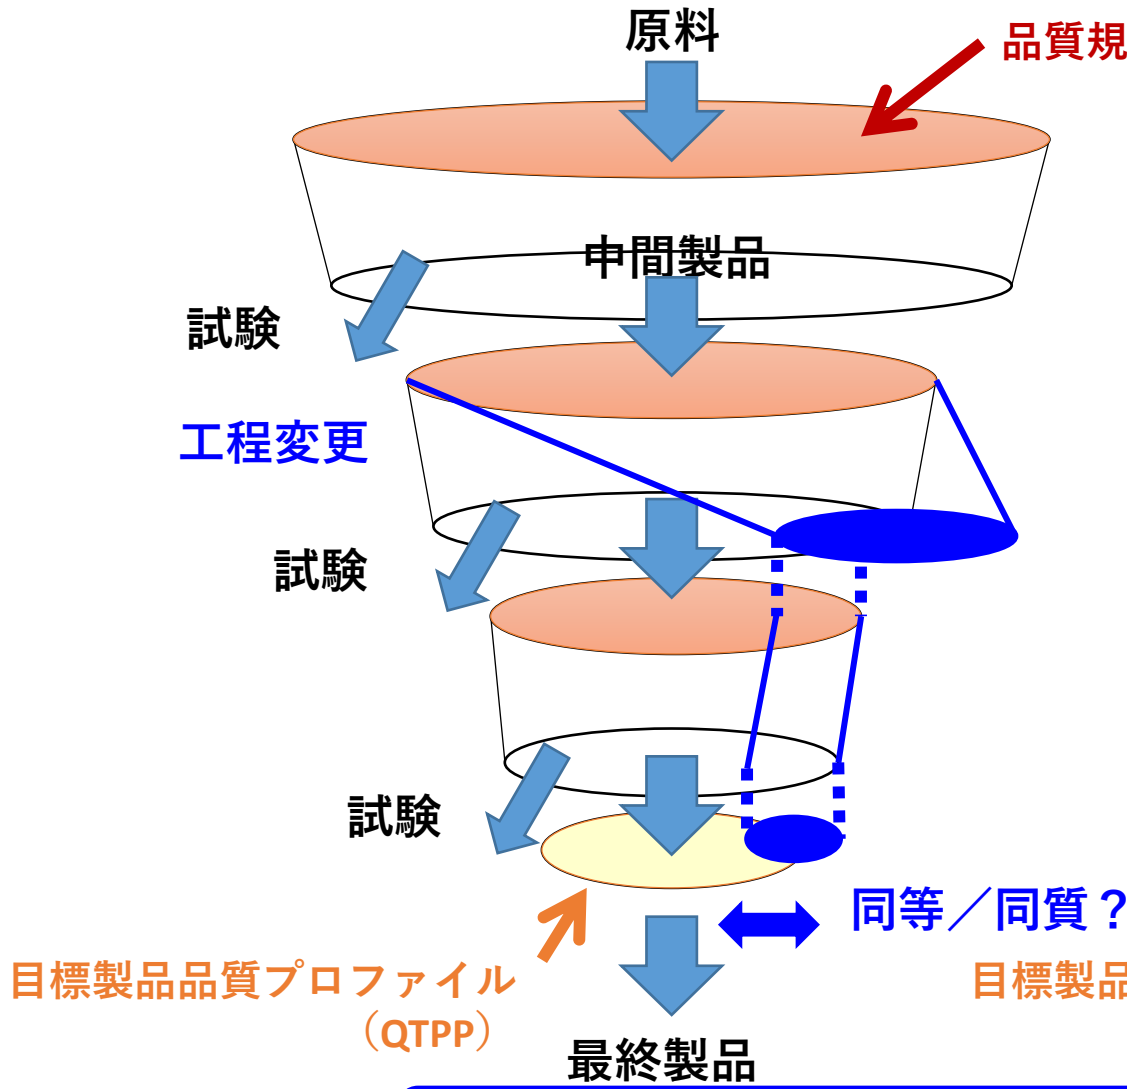 原料
品質規
中間製品
試験
工程変更
試験
試験
同等／同質？
目標製品品質プロファイル
（QTPP）
目標製品
最終製品